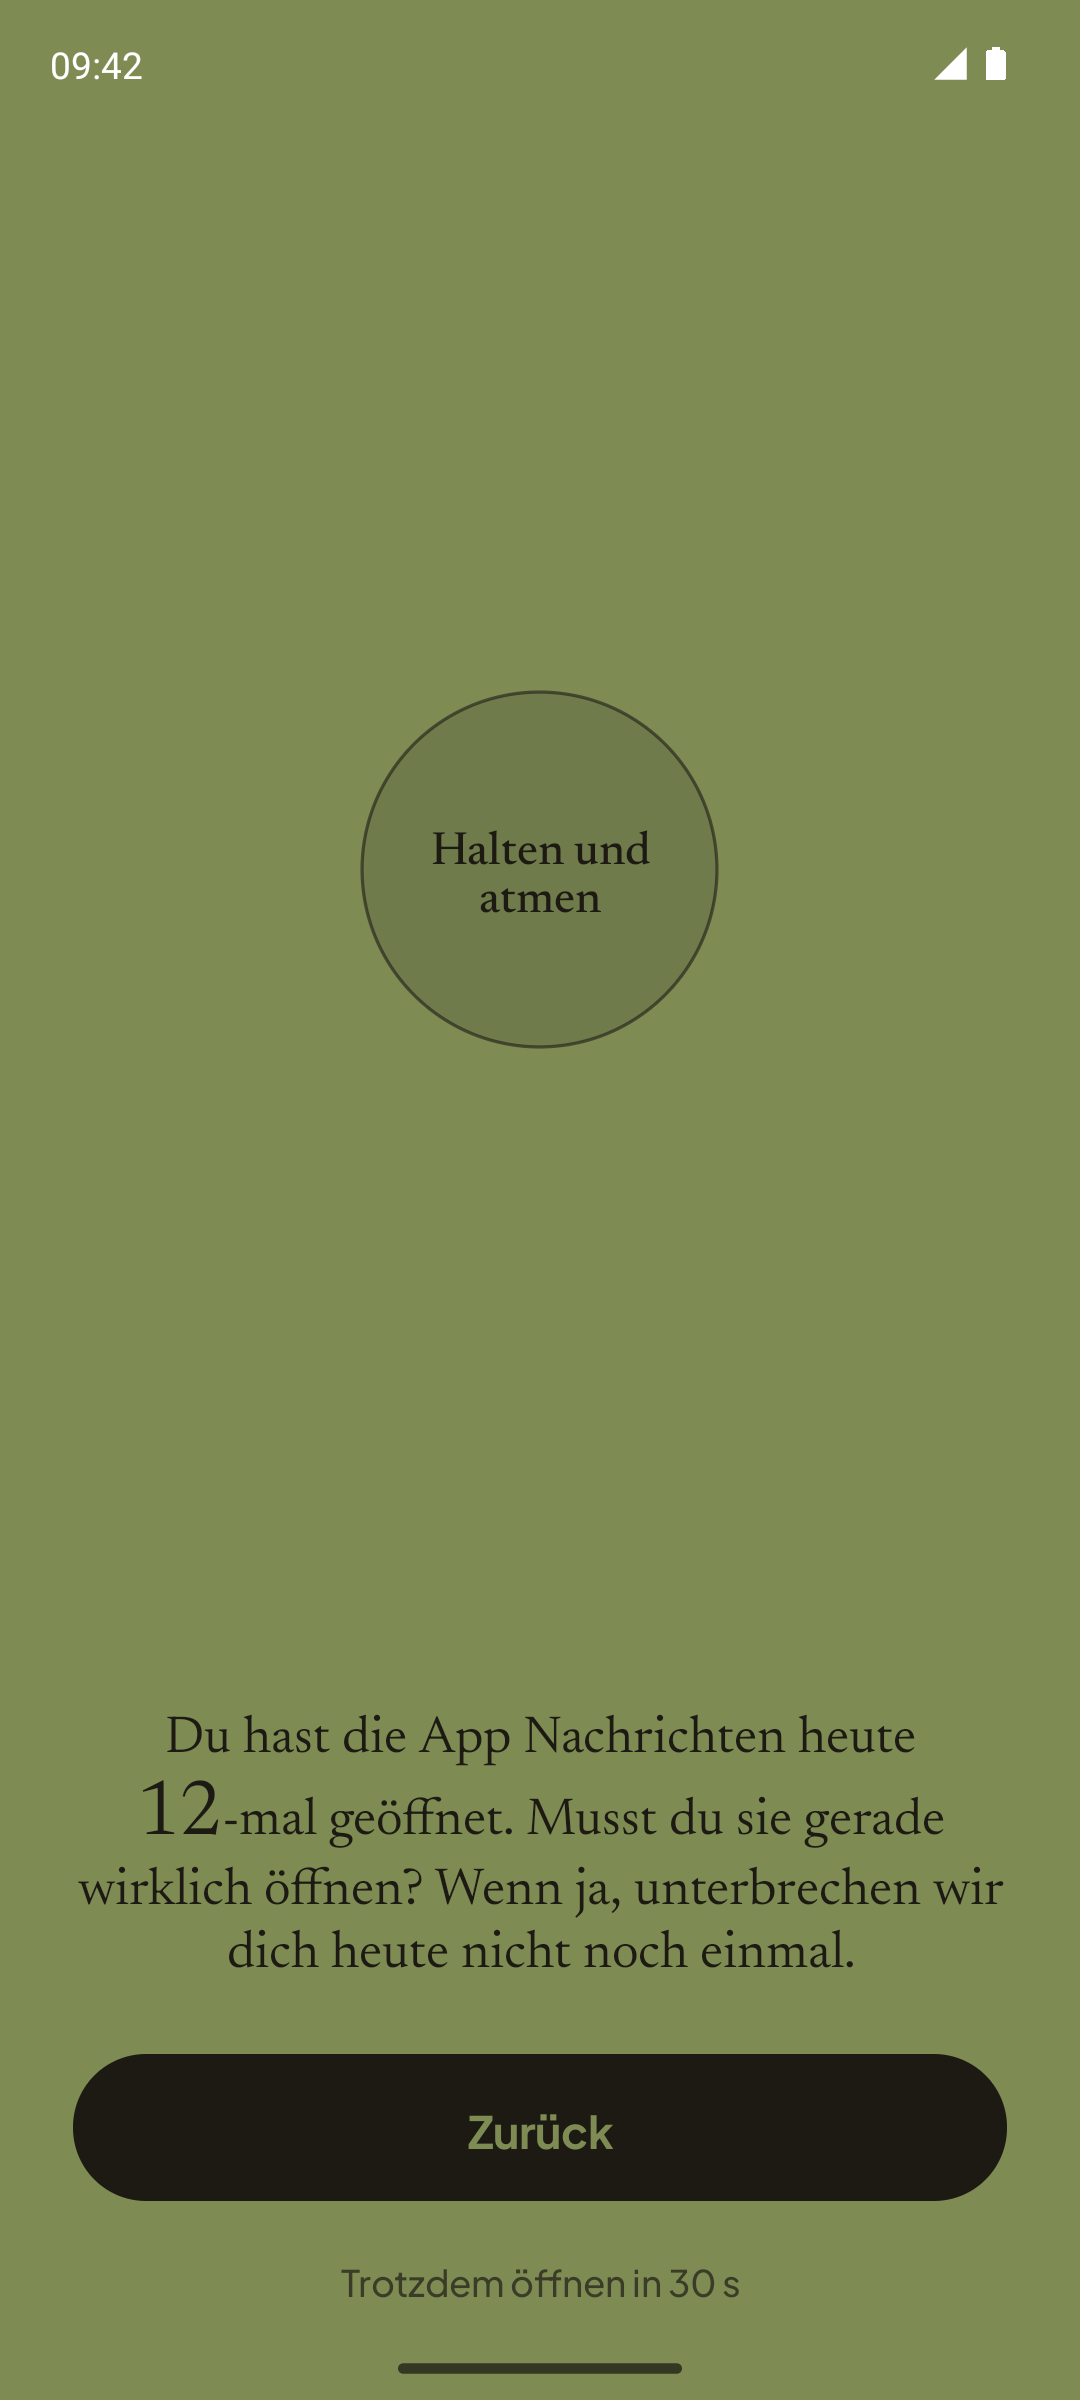 09:42
Halten und
atmen
Du hast die App Nachrichten heute
12-mal geöffnet. Musst du sie gerade
wirklich öffnen? Wenn ja, unterbrechen wir
dich heute nicht noch einmal.
Zurück
Trotzdem öffnen in 30 s